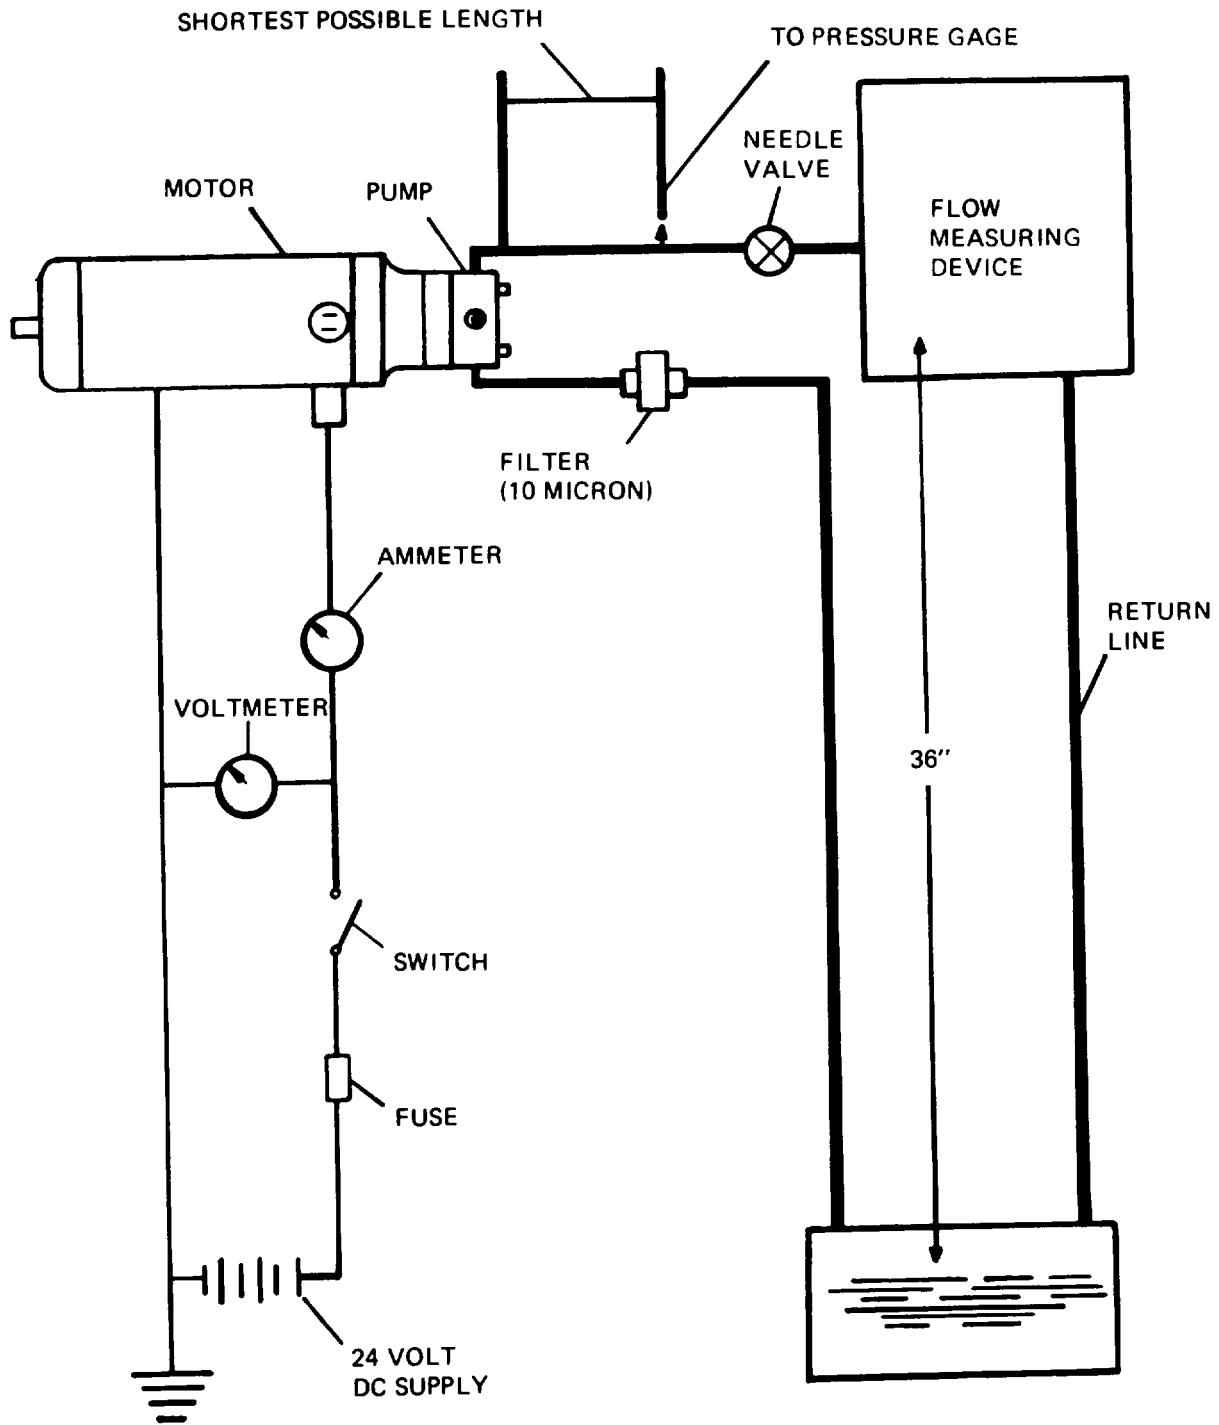 SHORTEST POSSIBLE LENGTH
TO PRESSURE GAGE
NEEDLE
VALVE
MOTOR
PUMP
FLOW
MEASURING
DEVICE
FILTER
(10 MICRON)
AMMETER
RETURN
LINE
VOLTMETER
36″
SWITCH
FUSE
24 VOLT
DC SUPPLY